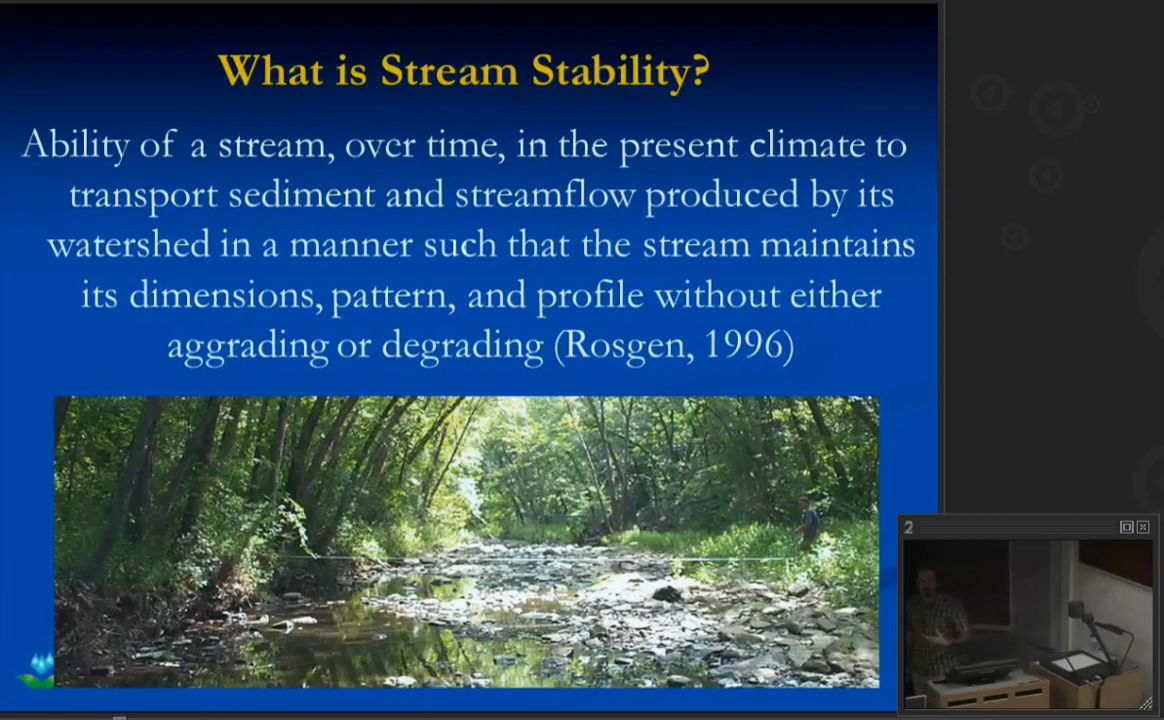 What is Stream Stability?
Ability of a stream, over time, in the present climate to
transport sediment and streamflow produced by its
watershed in a manner such that the stream maintains
its dimensions, pattern, and profile without either
aggrading or degrading (Rosgen, 1996)
2